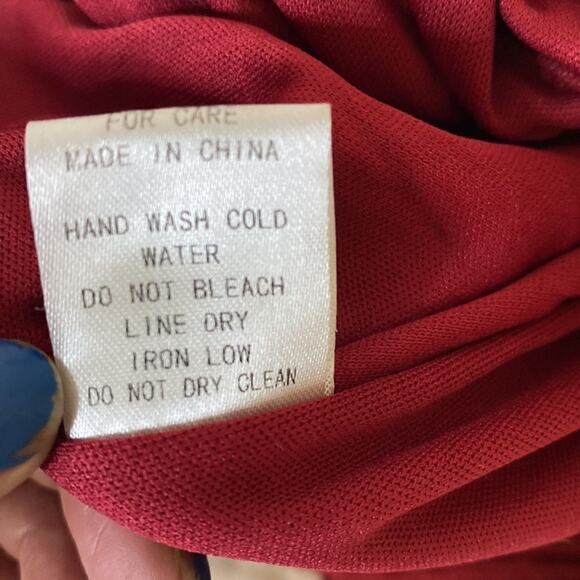 FOR CARE
MADE IN CHINA
HAND WASH COLD
WATER
DO NOT BLEACH
LINE DRY
IRON LOW
DO NOT DRY CLEAN